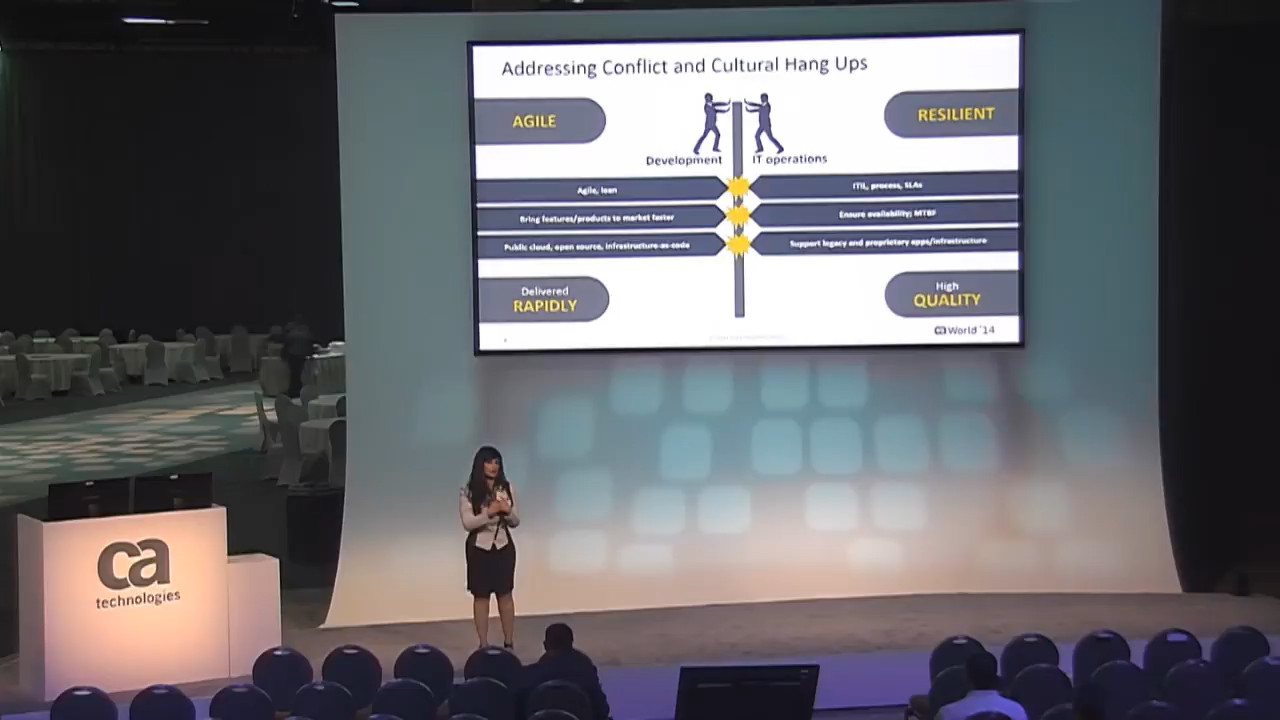 Addressing Conflict and Cultural Hang Ups
AGILE
RESILIENT
Development
IT operations
Agile, lean
ITIL, process, SLAs
Bring features/products to market faster
Ensure availability; MTBF
Public cloud, open source, infrastructure-as-code
Support legacy and proprietary apps/infrastructure
Delivered
RAPIDLY
High
QUALITY
ca World '14
ca
technologies